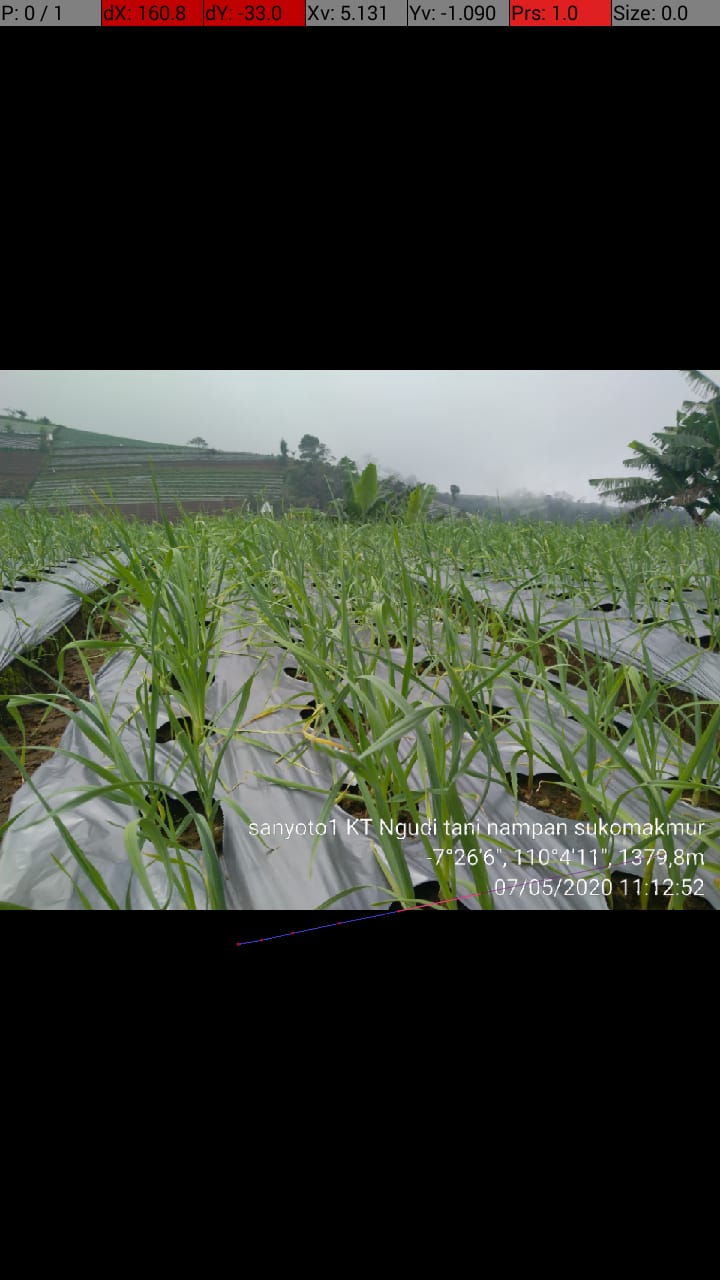 P: 0 / 1 dX: 160.8 dY: -33.0 Xv: 5.131 Yv: -1.090 Prs: 1.0 Size: 0.0
sanyoto1 KT Ngudi tani nampan sukomakmur
-7°26'6", 110°4'11", 1379,8m
07/05/2020 11:12:52